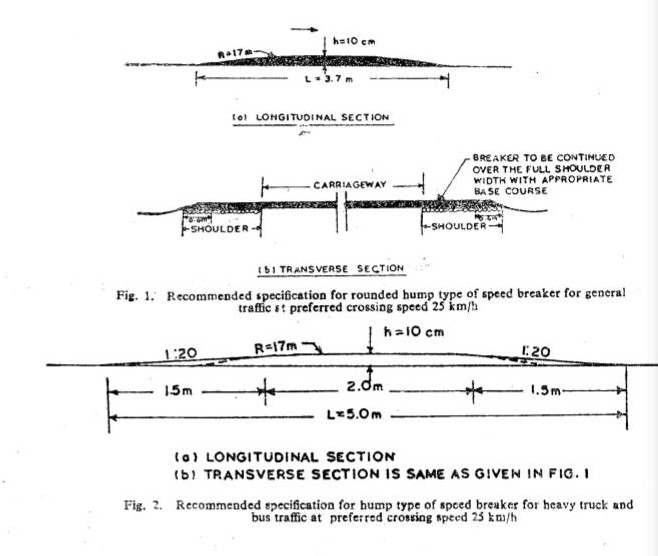 h=10 cm
R=17m
L = 3.7 m
(a) LONGITUDINAL SECTION
BREAKER TO BE CONTINUED
OVER THE FULL SHOULDER
WIDTH WITH APPROPRIATE
BASE COURSE
CARRIAGEWAY
SHOULDER
SHOULDER
(b) TRANSVERSE SECTION
Fig. 1. Recommended specification for rounded hump type of speed breaker for general
traffic at preferred crossing speed 25 km/h
h=10 cm
1:20
R=17m
1:20
1.5m
2.0m
1.5m
L=5.0m
(a) LONGITUDINAL SECTION
(b) TRANSVERSE SECTION IS SAME AS GIVEN IN FIG. 1
Fig. 2. Recommended specification for hump type of speed breaker for heavy truck and
bus traffic at preferred crossing speed 25 km/h